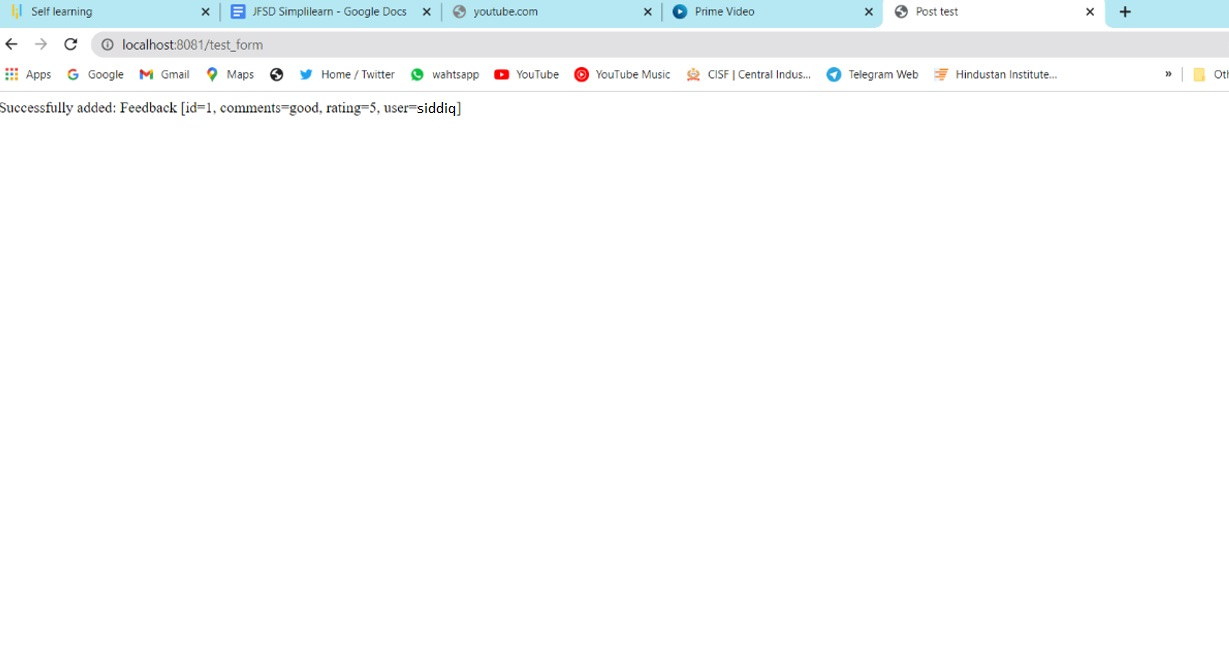 Self learning JFSD Simplilearn - Google Docs youtube.com Prime Video Post test
localhost:8081/test_form
Apps Google Gmail Maps Home / Twitter wahtsapp YouTube YouTube Music CISF | Central Indus... Telegram Web Hindustan Institute... » Oth
Successfully added: Feedback [id=1, comments=good, rating=5, user=siddiq]